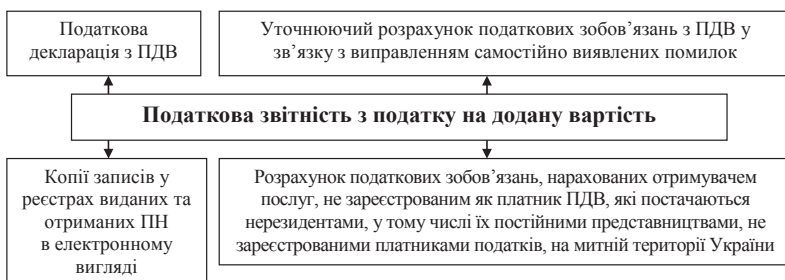 Податкова
декларація з ПДВ
Уточнюючий розрахунок податкових зобов’язань з ПДВ у
зв’язку з виправленням самостійно виявлених помилок
Податкова звітність з податку на додану вартість
Копії записів у
реєстрах виданих та
отриманих ПН
в електронному
вигляді
Розрахунок податкових зобов’язань, нарахованих отримувачем
послуг, не зареєстрованим як платник ПДВ, які постачаються
нерезидентами, у тому числі їх постійними представництвами, не
зареєстрованими платниками податків, на митній території України